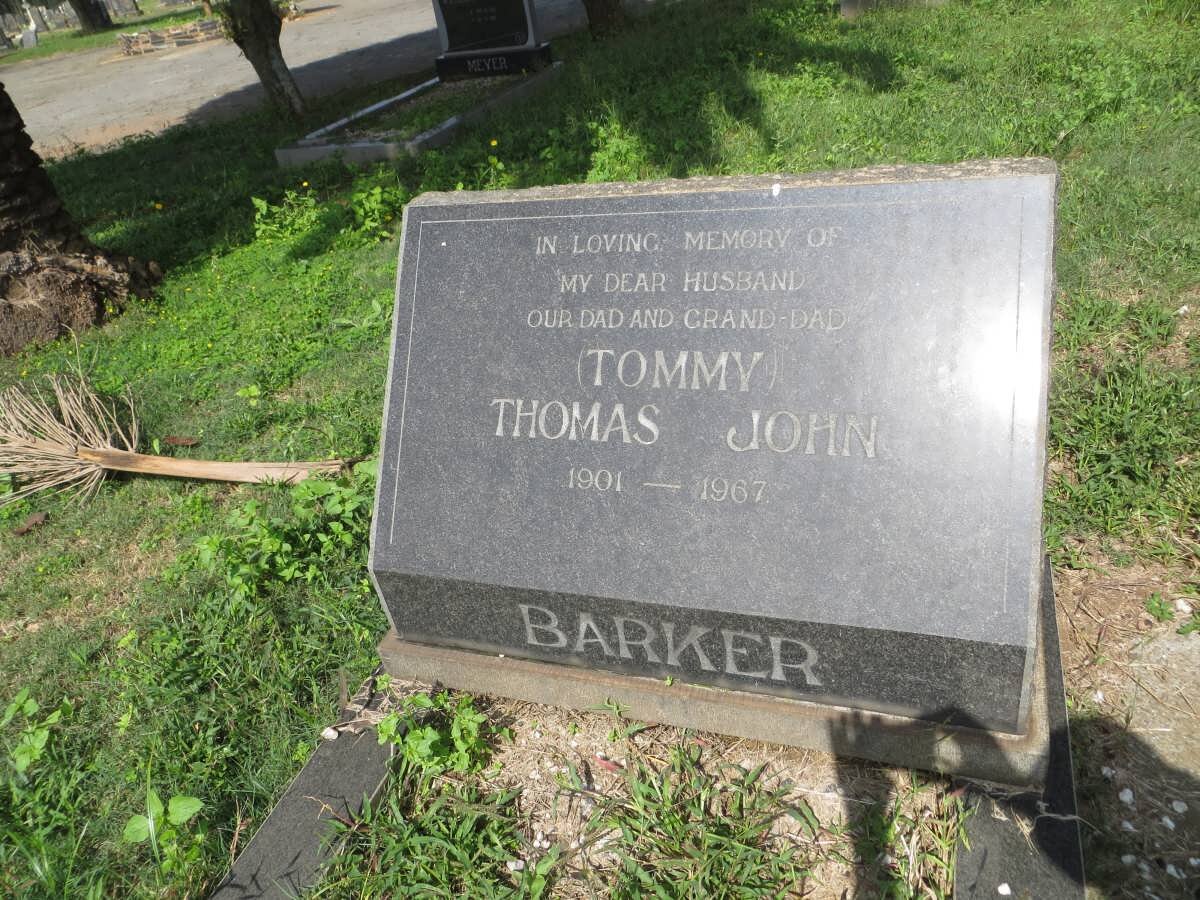 MEYER
IN LOVING MEMORY OF
MY DEAR HUSBAND
OUR DAD AND GRAND-DAD
(TOMMY)
THOMAS JOHN
1901 — 1967
BARKER